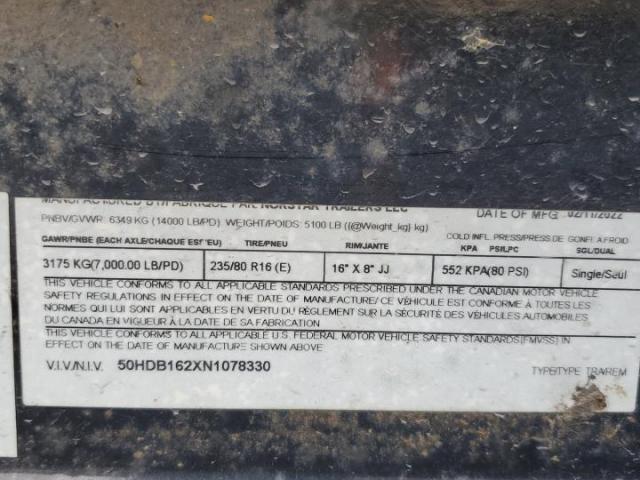 MANUFACTURED BY/FABRIQUE PAR NORSTAR TRAILERS LLC DATE OF MFG 02/11/2022
PNBV/GVWR: 6349 KG (14000 LB/PD) WEIGHT/POIDS: 5100 LB ((@Weight_kg) kg)
COLD INFL. PRESS./PRESS. DE GONFL.A FROID
GAWR/PNBE (EACH AXLE/CHAQUE ESSIEU) TIRE/PNEU RIM/JANTE KPA PSI/LPC SGL/DUAL
3175 KG(7,000.00 LB/PD) 235/80 R16 (E) 16" X 8" JJ 552 KPA(80 PSI) Single/Seul
THIS VEHICLE CONFORMS TO ALL APPLICABLE STANDARDS PRESCRIBED UNDER THE CANADIAN MOTOR VEHICLE
SAFETY REGULATIONS IN EFFECT ON THE DATE OF MANUFACTURE/ CE VÉHICULE EST CONFORME À TOUTES LES
NORMES QUI LUI SONT APPLICABLES EN VERTU DU RÈGLEMENT SUR LA SÉCURITÉ DES VÉHICULES AUTOMOBILES
DU CANADA EN VIGUEUR À LA DATE DE SA FABRICATION
THIS VEHICLE CONFORMS TO ALL APPLICABLE U.S. FEDERAL MOTOR VEHICLE SAFETY STANDARDS[FMVSS] IN
EFFECT ON THE DATE OF MANUFACTURE SHOWN ABOVE
V.I.V./N.I.V. 50HDB162XN1078330 TYPE/TYPE TRA/REM